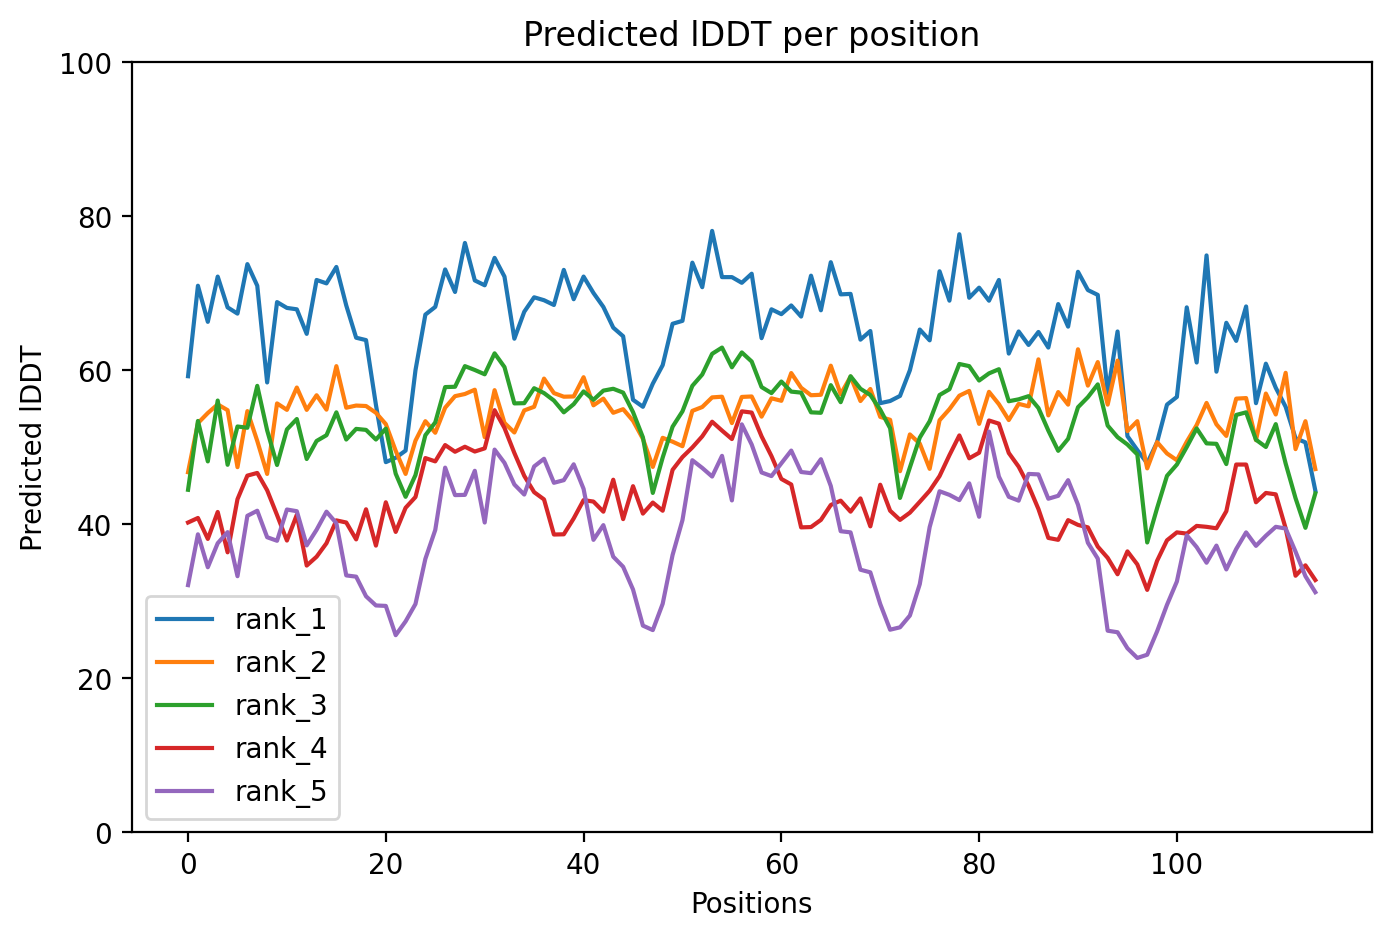 Predicted lDDT per position
Predicted lDDT
100
80
60
40
20
0
rank_1
rank_2
rank_3
rank_4
rank_5
0 20 40 60 80 100
Positions